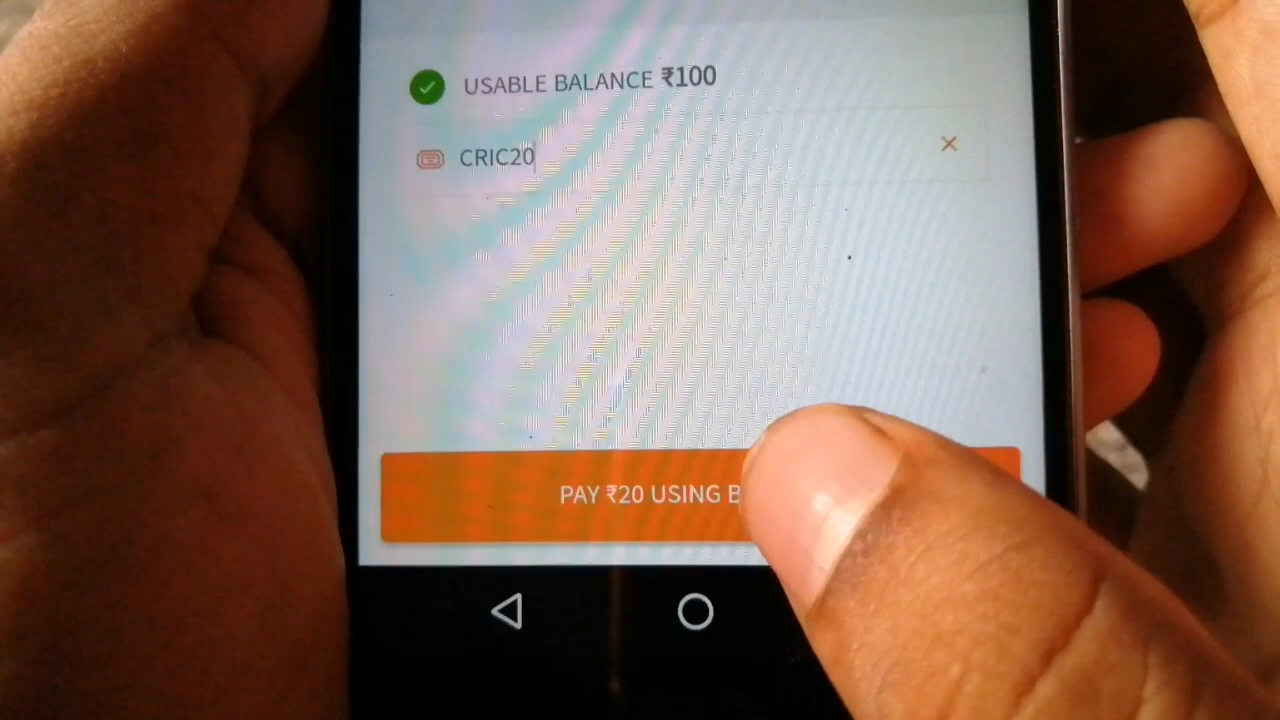 USABLE BALANCE ₹100
CRIC20
PAY ₹20 USING